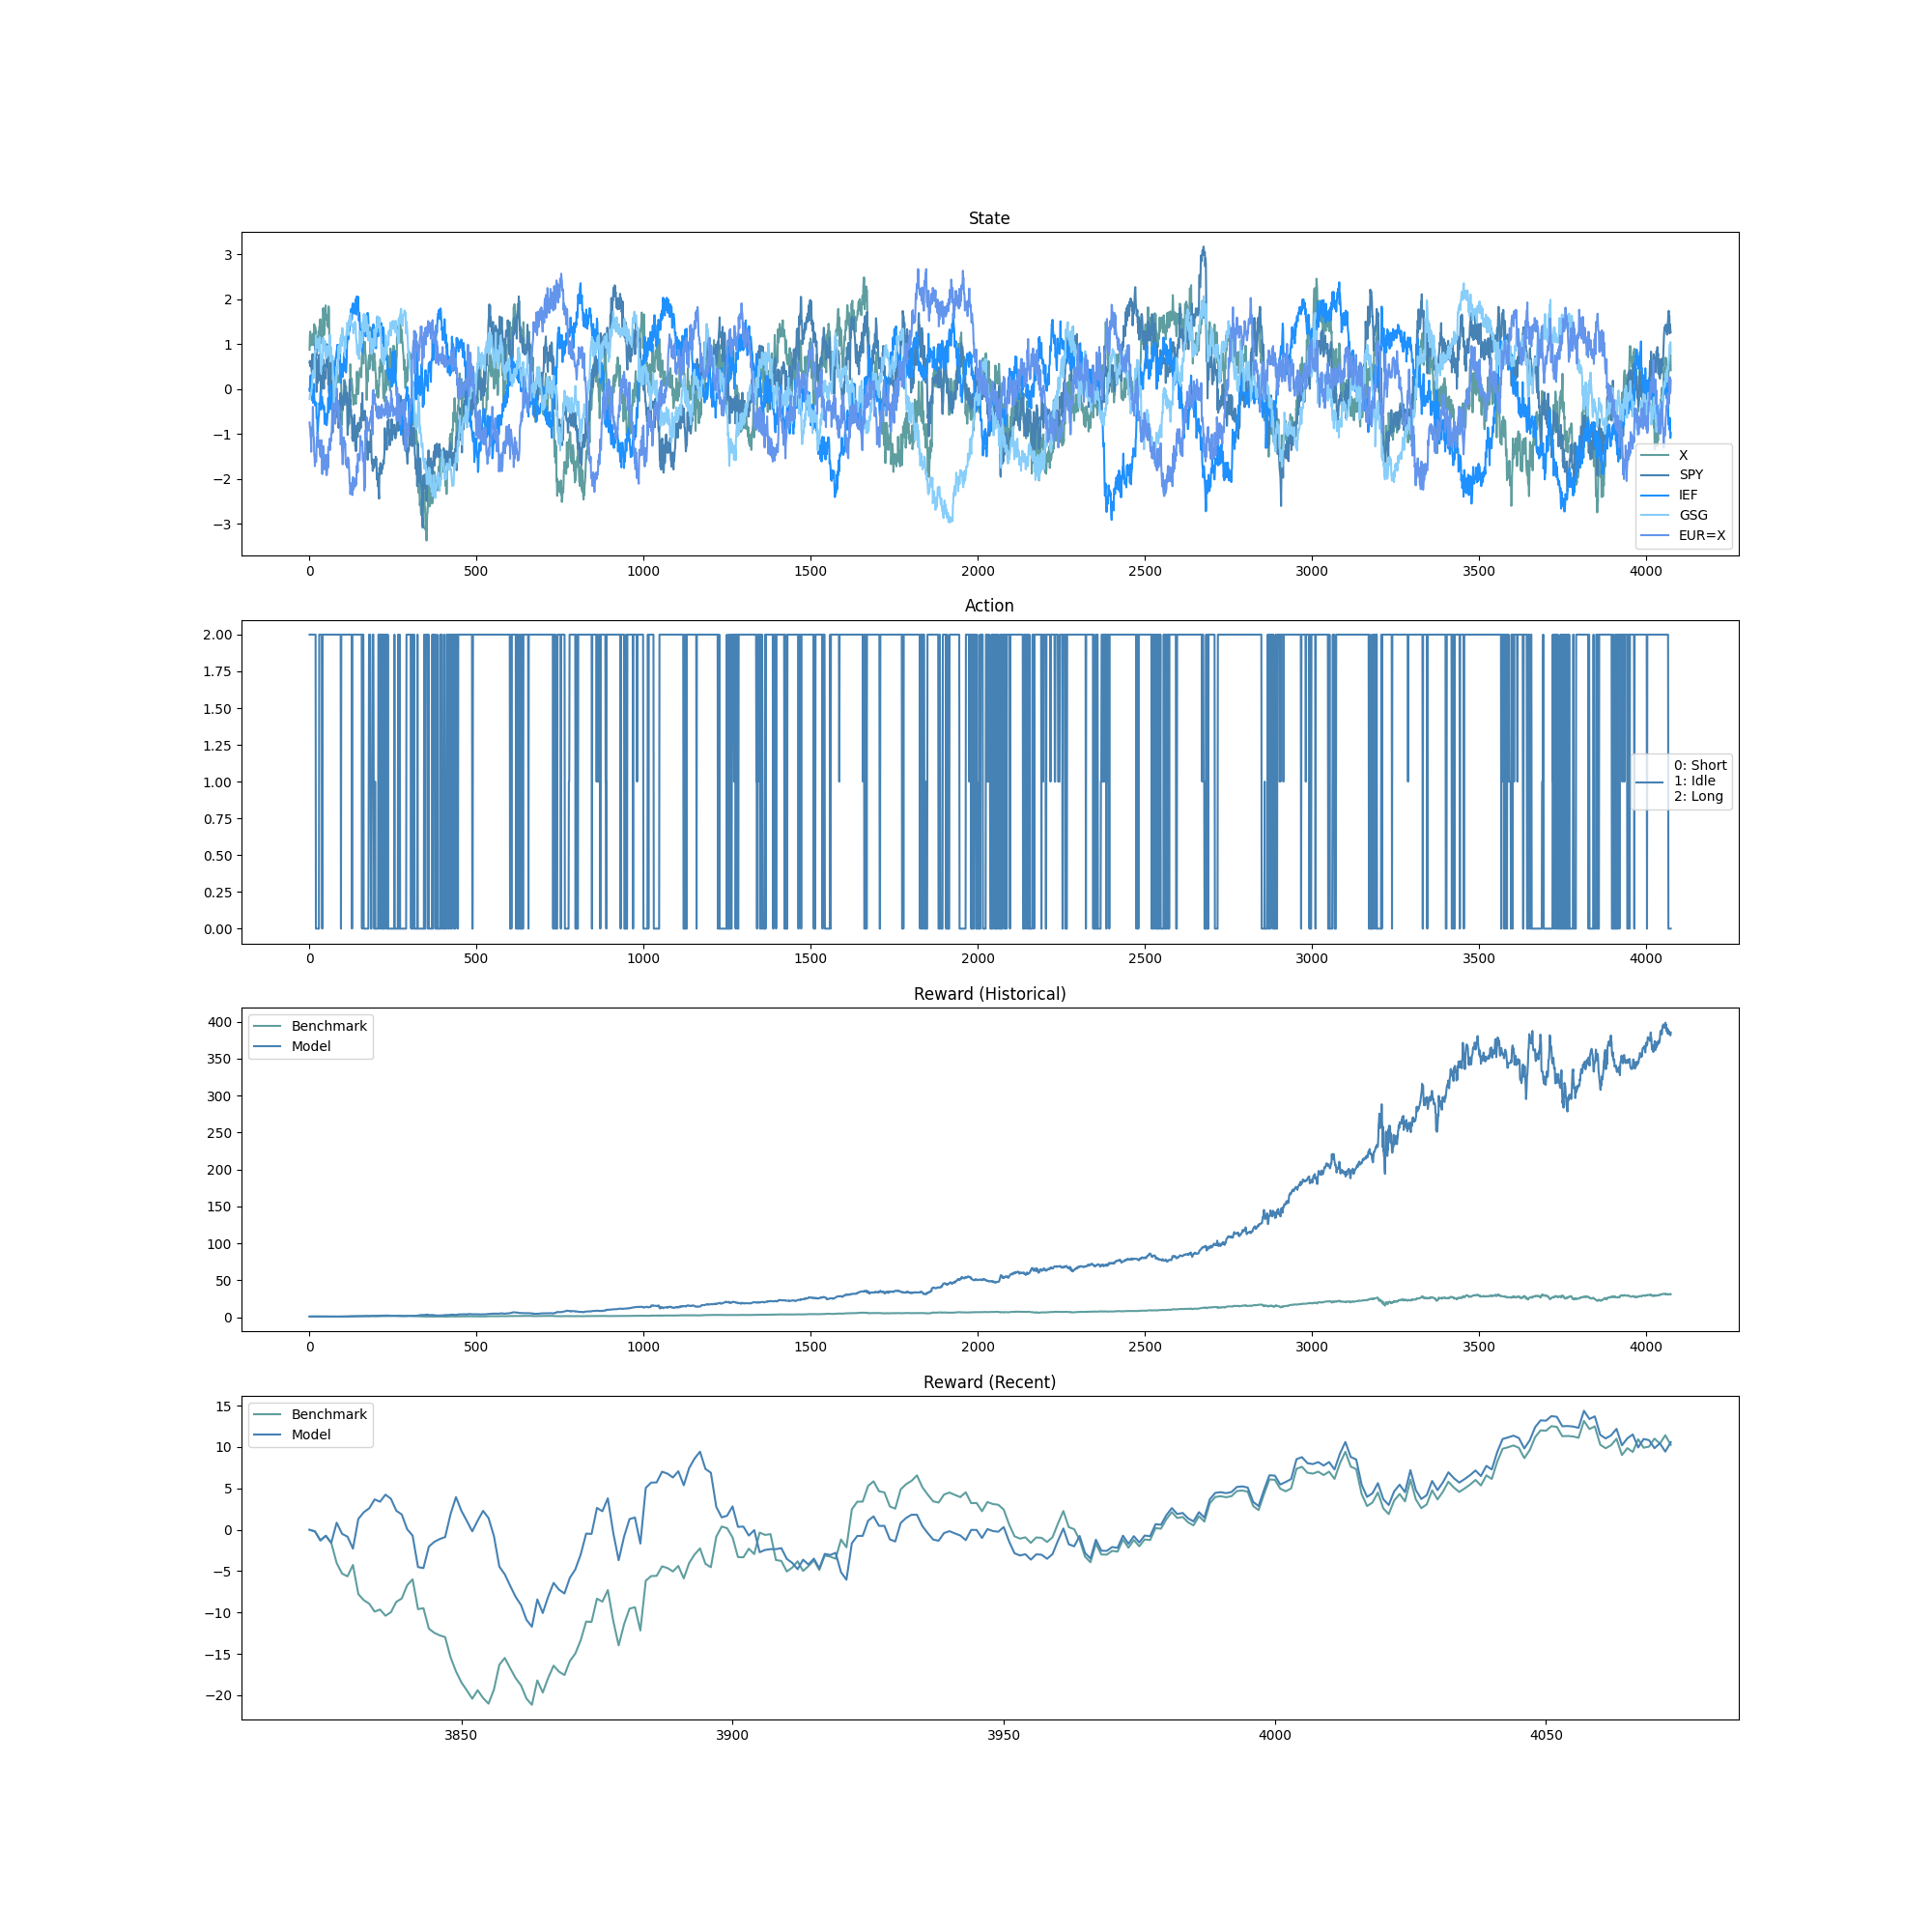 State
3
2
1
0
−1
−2
−3
X
SPY
IEF
GSG
EUR=X
0 500 1000 1500 2000 2500 3000 3500 4000
Action
2.00
1.75
1.50
1.25
1.00
0.75
0.50
0.25
0.00
0: Short
1: Idle
2: Long
0 500 1000 1500 2000 2500 3000 3500 4000
Reward (Historical)
400
350
300
250
200
150
100
50
0
Benchmark
Model
0 500 1000 1500 2000 2500 3000 3500 4000
Reward (Recent)
15
10
5
0
−5
−10
−15
−20
Benchmark
Model
3850 3900 3950 4000 4050